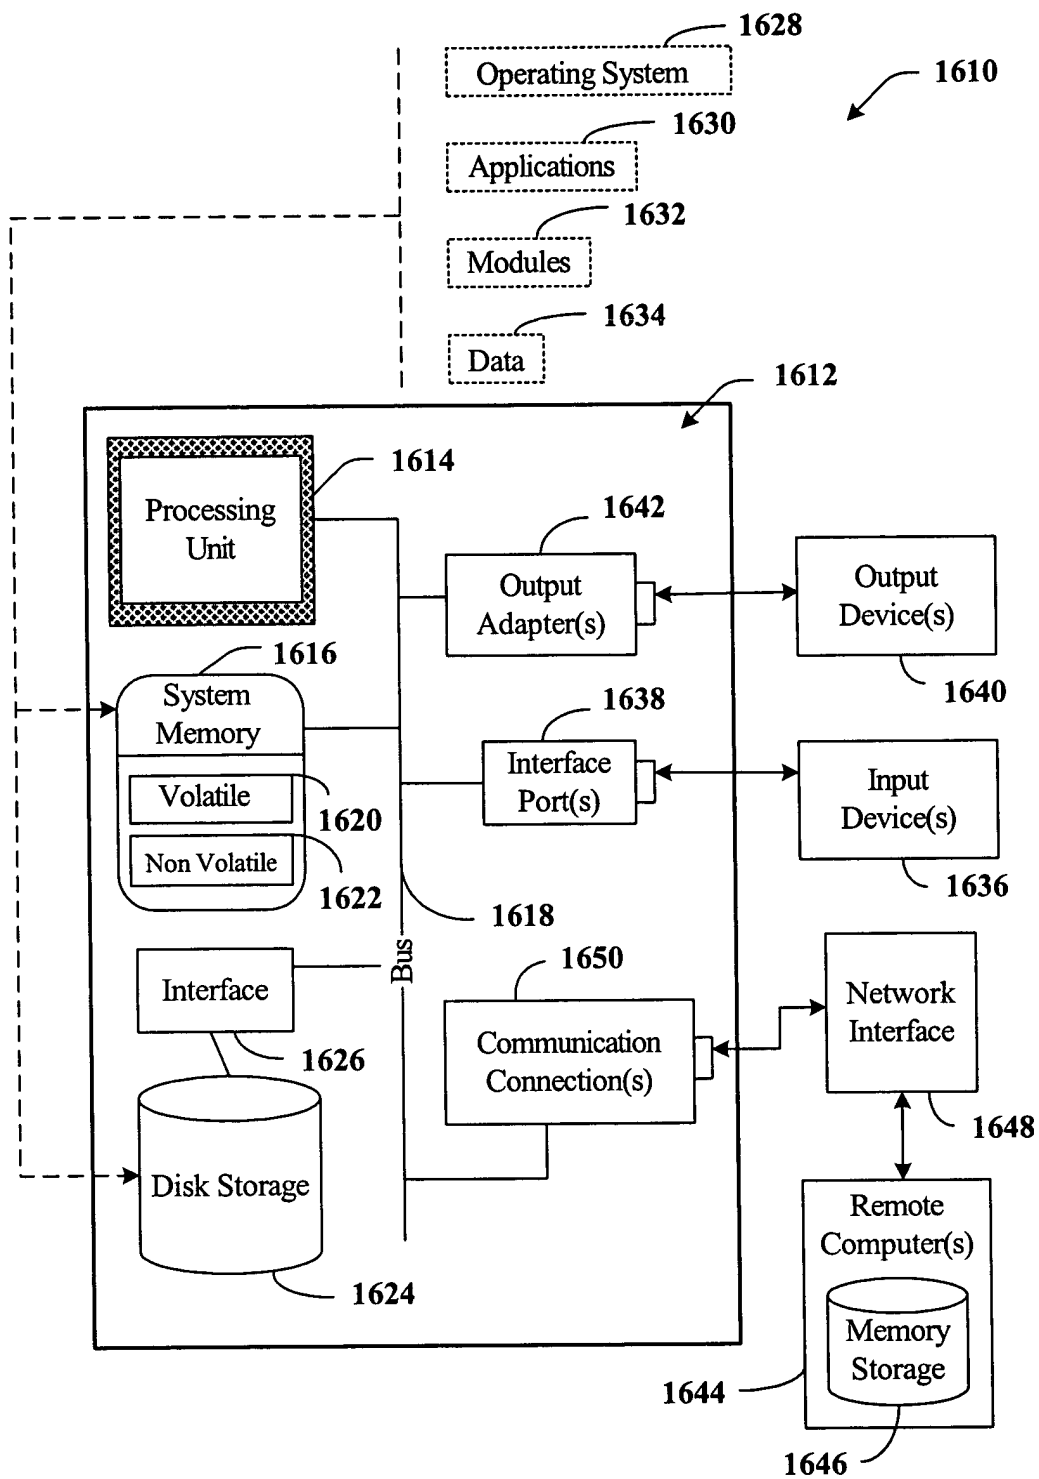 1628
Operating System
1610
1630
Applications
1632
Modules
1634
Data
1612
1614
Processing
Unit
1642
Output
Adapter(s)
Output
Device(s)
1640
1616
System
Memory
1638
Interface
Port(s)
Input
Device(s)
1636
Volatile
1620
Non Volatile
1622
1618
Bus
Interface
1626
1650
Communication
Connection(s)
Network
Interface
1648
Disk Storage
1624
Remote
Computer(s)
Memory
Storage
1644
1646